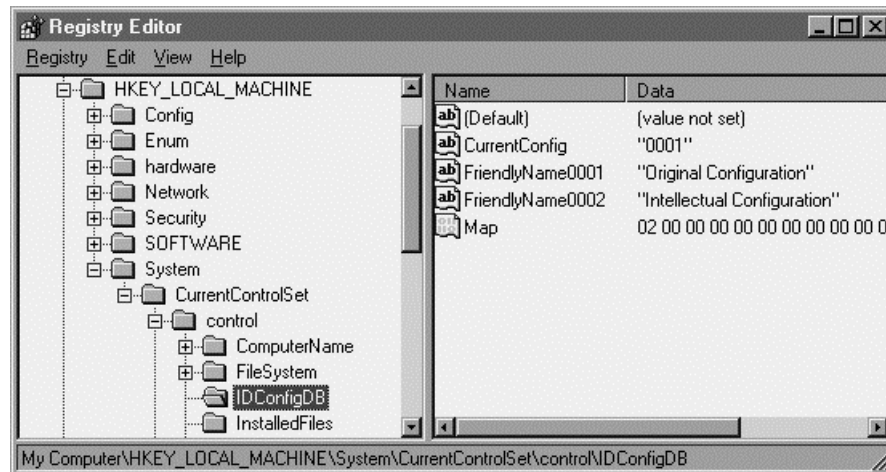 Registry Editor
Registry Edit View Help
HKEY_LOCAL_MACHINE
Config
Enum
hardware
Network
Security
SOFTWARE
System
CurrentControlSet
control
ComputerName
FileSystem
IDConfigDB
InstalledFiles
Name Data
(Default) (value not set)
CurrentConfig "0001"
FriendlyName0001 "Original Configuration"
FriendlyName0002 "Intellectual Configuration"
Map 02 00 00 00 00 00 00 00 00 00 0
My Computer\HKEY_LOCAL_MACHINE\System\CurrentControlSet\control\IDConfigDB